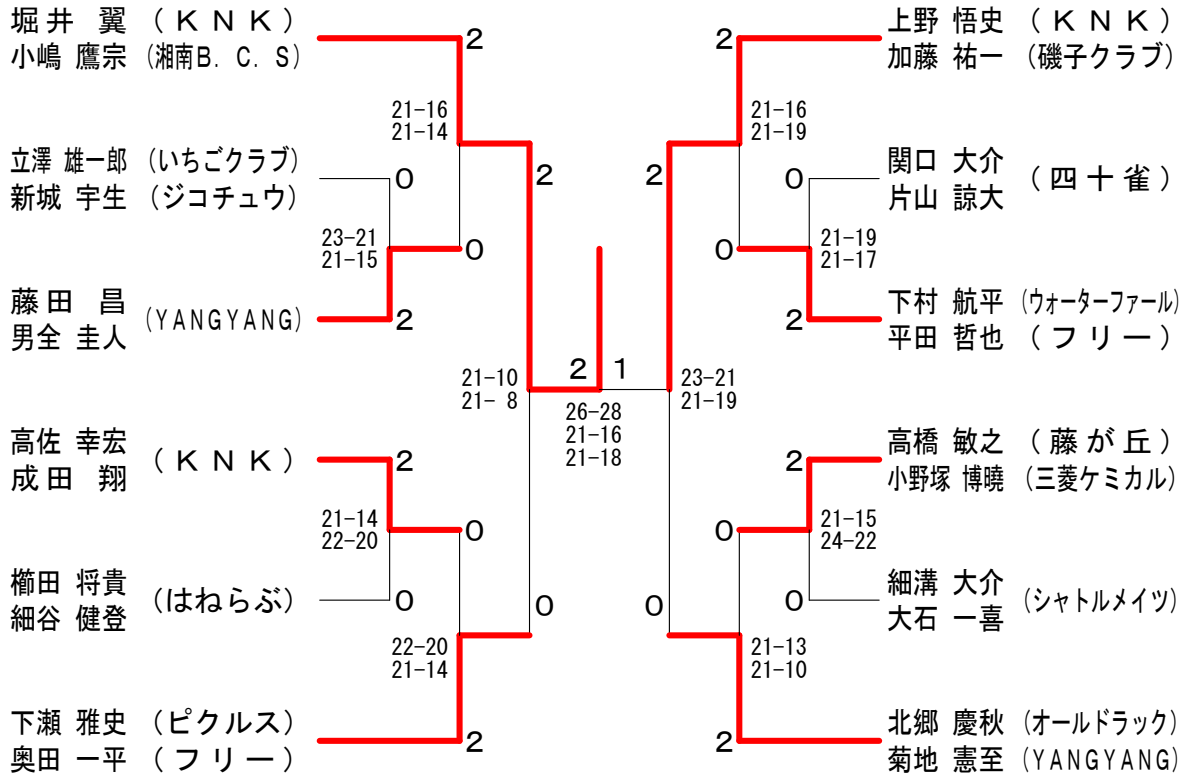 堀井 翼 (KNK)
小嶋 鷹宗 (湘南B.C.S)
2
21-16
21-14
立澤 雄一郎 (いちごクラブ)
新城 宇生 (ジコチュウ)
0
2
23-21
21-15
0
藤田 昌
男全 圭人
(YANGYANG)
2
21-10
21- 8
高佐 幸宏
成田 翔
(KNK)
2
21-14
22-20
0
櫛田 将貴
細谷 健登
(はねらぶ)
0
0
22-20
21-14
下瀬 雅史 (ピクルス)
奥田 一平 (フリー)
2
2 1
26-28
21-16
21-18
上野 悟史 (KNK)
加藤 祐一 (磯子クラブ)
2
21-16
21-19
関口 大介
片山 諒大
(四十雀)
0
2
21-19
21-17
0
下村 航平 (ウォーターファール)
平田 哲也 (フリー)
2
23-21
21-19
高橋 敏之 (藤が丘)
小野塚 博暁 (三菱ケミカル)
2
21-15
24-22
0
細溝 大介
大石 一喜
(シャトルメイツ)
0
0
21-13
21-10
北郷 慶秋 (オールドラック)
菊地 憲至 (YANGYANG)
2